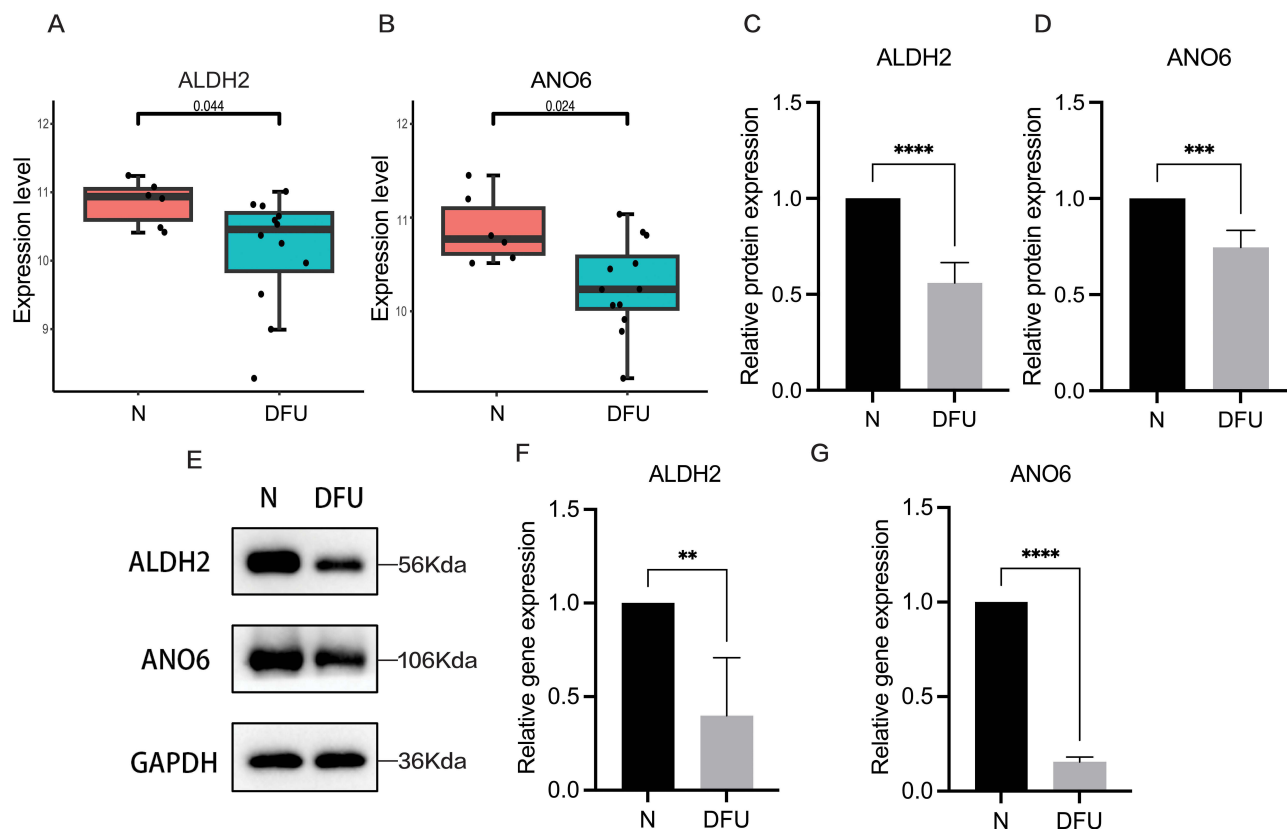 A
ALDH2
0.044
Expression level
12
11
10
9
N
DFU
B
ANO6
0.024
Expression level
12
11
10
N
DFU
C
ALDH2
Relative protein expression
1.5
1.0
0.5
0.0
****
N
DFU
D
ANO6
Relative protein expression
1.5
1.0
0.5
0.0
***
N
DFU
E
N DFU
ALDH2 56Kda
ANO6 106Kda
GAPDH 36Kda
F
ALDH2
Relative gene expression
1.5
1.0
0.5
0.0
**
N
DFU
G
ANO6
Relative gene expression
1.5
1.0
0.5
0.0
****
N
DFU